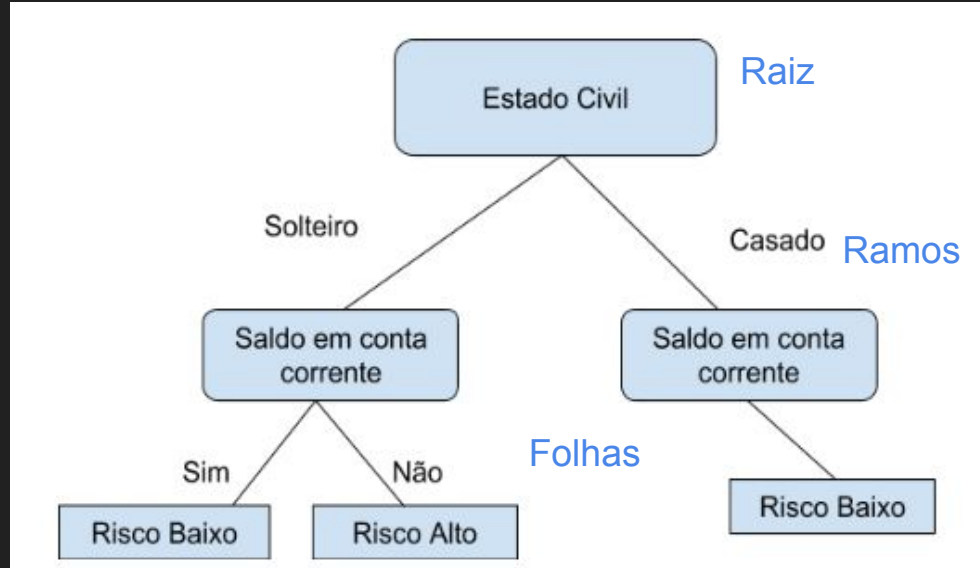 Raiz
Estado Civil
Solteiro
Casado
Ramos
Saldo em conta
corrente
Saldo em conta
corrente
Folhas
Sim
Não
Risco Baixo
Risco Alto
Risco Baixo